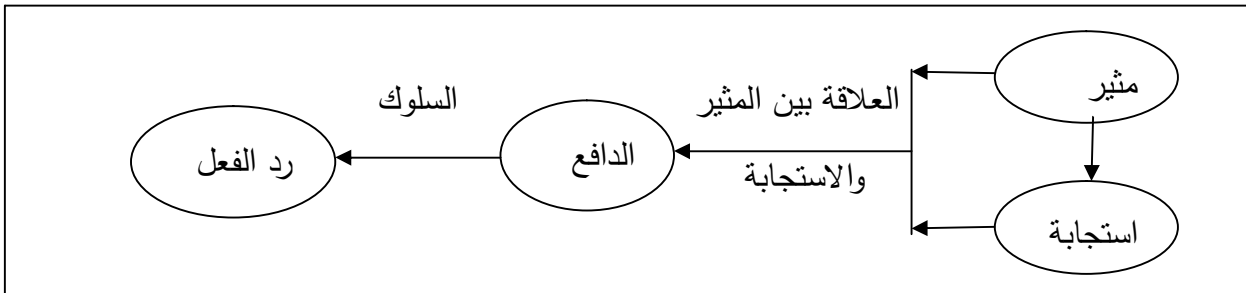 مثير
العلاقة بين المثير
السلوك
الدافع
رد الفعل
والاستجابة
استجابة